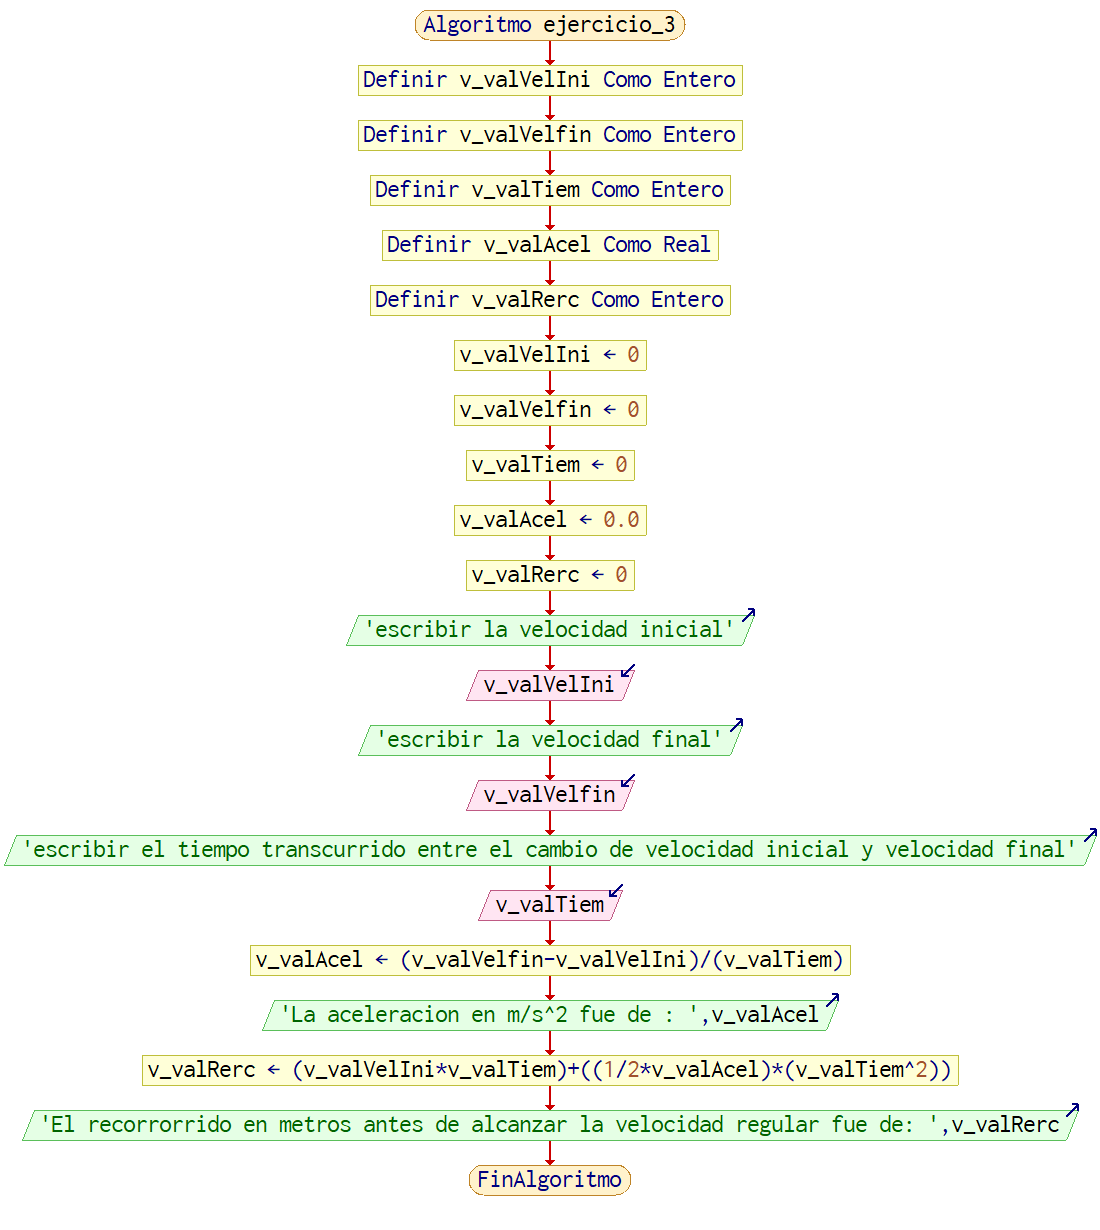 Algoritmo ejercicio_3
Definir v_valVelIni Como Entero
Definir v_valVelfin Como Entero
Definir v_valTiem Como Entero
Definir v_valAcel Como Real
Definir v_valRerc Como Entero
v_valVelIni ← 0
v_valVelfin ← 0
v_valTiem ← 0
v_valAcel ← 0.0
v_valRerc ← 0
'escribir la velocidad inicial'
v_valVelIni
'escribir la velocidad final'
v_valVelfin
'escribir el tiempo transcurrido entre el cambio de velocidad inicial y velocidad final'
v_valTiem
v_valAcel ← (v_valVelfin-v_valVelIni)/(v_valTiem)
'La aceleracion en m/s^2 fue de : ',v_valAcel
v_valRerc ← (v_valVelIni*v_valTiem)+((1/2*v_valAcel)*(v_valTiem^2))
'El recorrorrido en metros antes de alcanzar la velocidad regular fue de: ',v_valRerc
FinAlgoritmo